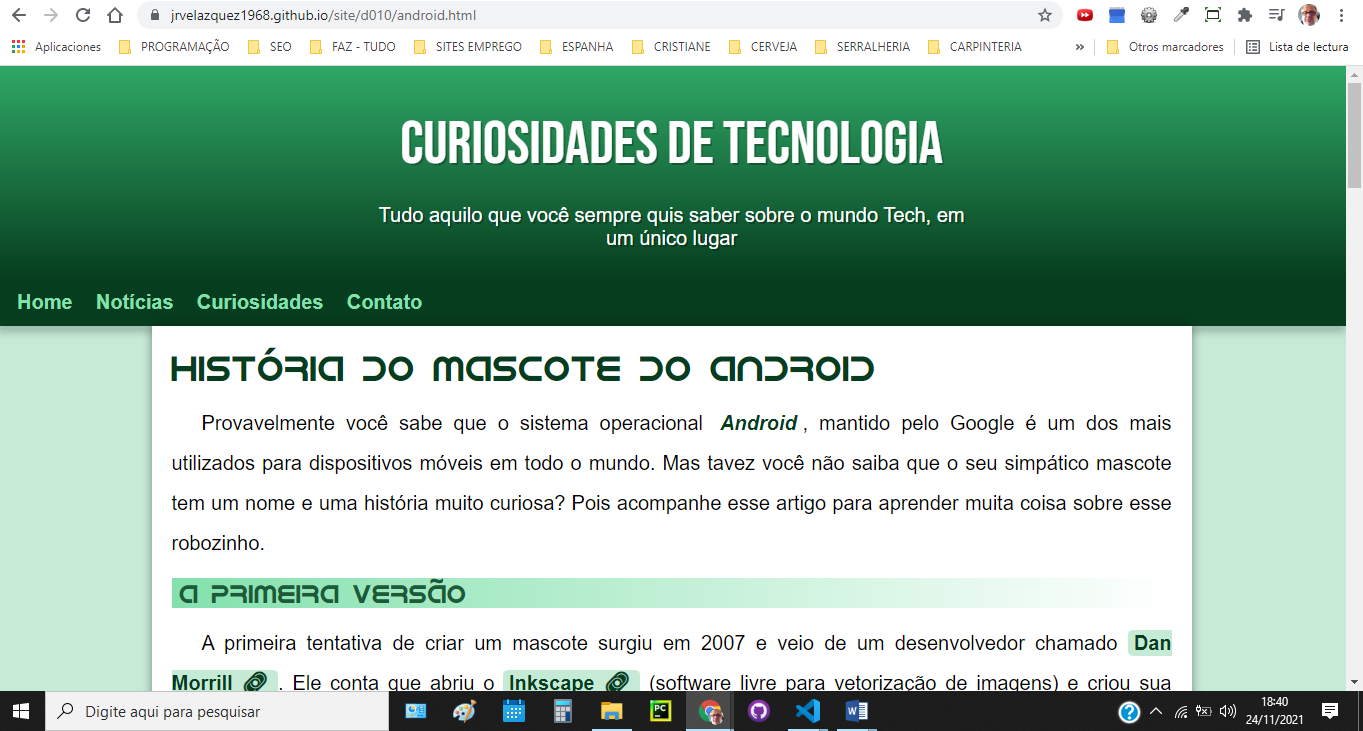 jrvelazquez1968.github.io/site/d010/android.html
Aplicaciones PROGRAMAÇÃO SEO FAZ - TUDO SITES EMPREGO ESPANHA CRISTIANE CERVEJA SERRALHERIA CARPINTERIA » Otros marcadores Lista de lectura
CURIOSIDADES DE TECNOLOGIA
Tudo aquilo que você sempre quis saber sobre o mundo Tech, em
um único lugar
Home Notícias Curiosidades Contato
História do mascote do Android
Provavelmente você sabe que o sistema operacional Android , mantido pelo Google é um dos mais
utilizados para dispositivos móveis em todo o mundo. Mas tavez você não saiba que o seu simpático mascote
tem um nome e uma história muito curiosa? Pois acompanhe esse artigo para aprender muita coisa sobre esse
robozinho.
A primeira versão
A primeira tentativa de criar um mascote surgiu em 2007 e veio de um desenvolvedor chamado Dan
Morrill . Ele conta que abriu o Inkscape (software livre para vetorização de imagens) e criou sua
Digite aqui para pesquisar
PC
W
18:40
24/11/2021